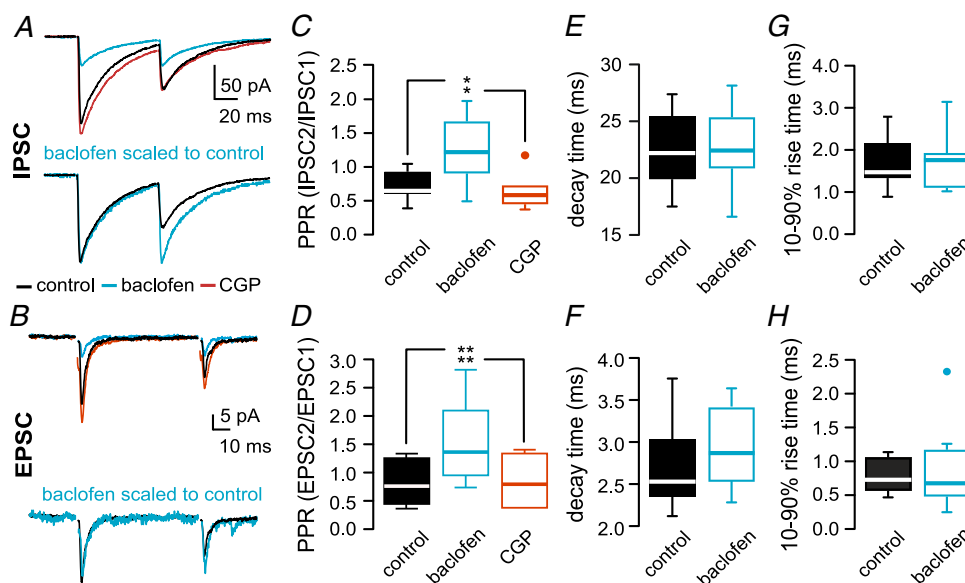 A
IPSC
50 pA
20 ms
baclofen scaled to control
control baclofen CGP
B
EPSC
5 pA
10 ms
baclofen scaled to control
C
PPR (IPSC2/IPSC1)
2.5
2.0
1.5
1.0
0.5
0.0
*
*
control
baclofen
CGP
D
PPR (EPSC2/EPSC1)
3.0
2.5
2.0
1.5
1.0
0.5
0.0
**
**
control
baclofen
CGP
E
decay time (ms)
30
25
20
15
control
baclofen
F
decay time (ms)
4.0
3.5
3.0
2.5
2.0
control
baclofen
G
10-90% rise time (ms)
4.0
3.0
2.0
1.0
0.0
control
baclofen
H
10-90% rise time (ms)
2.5
2.0
1.5
1.0
0.5
0.0
control
baclofen